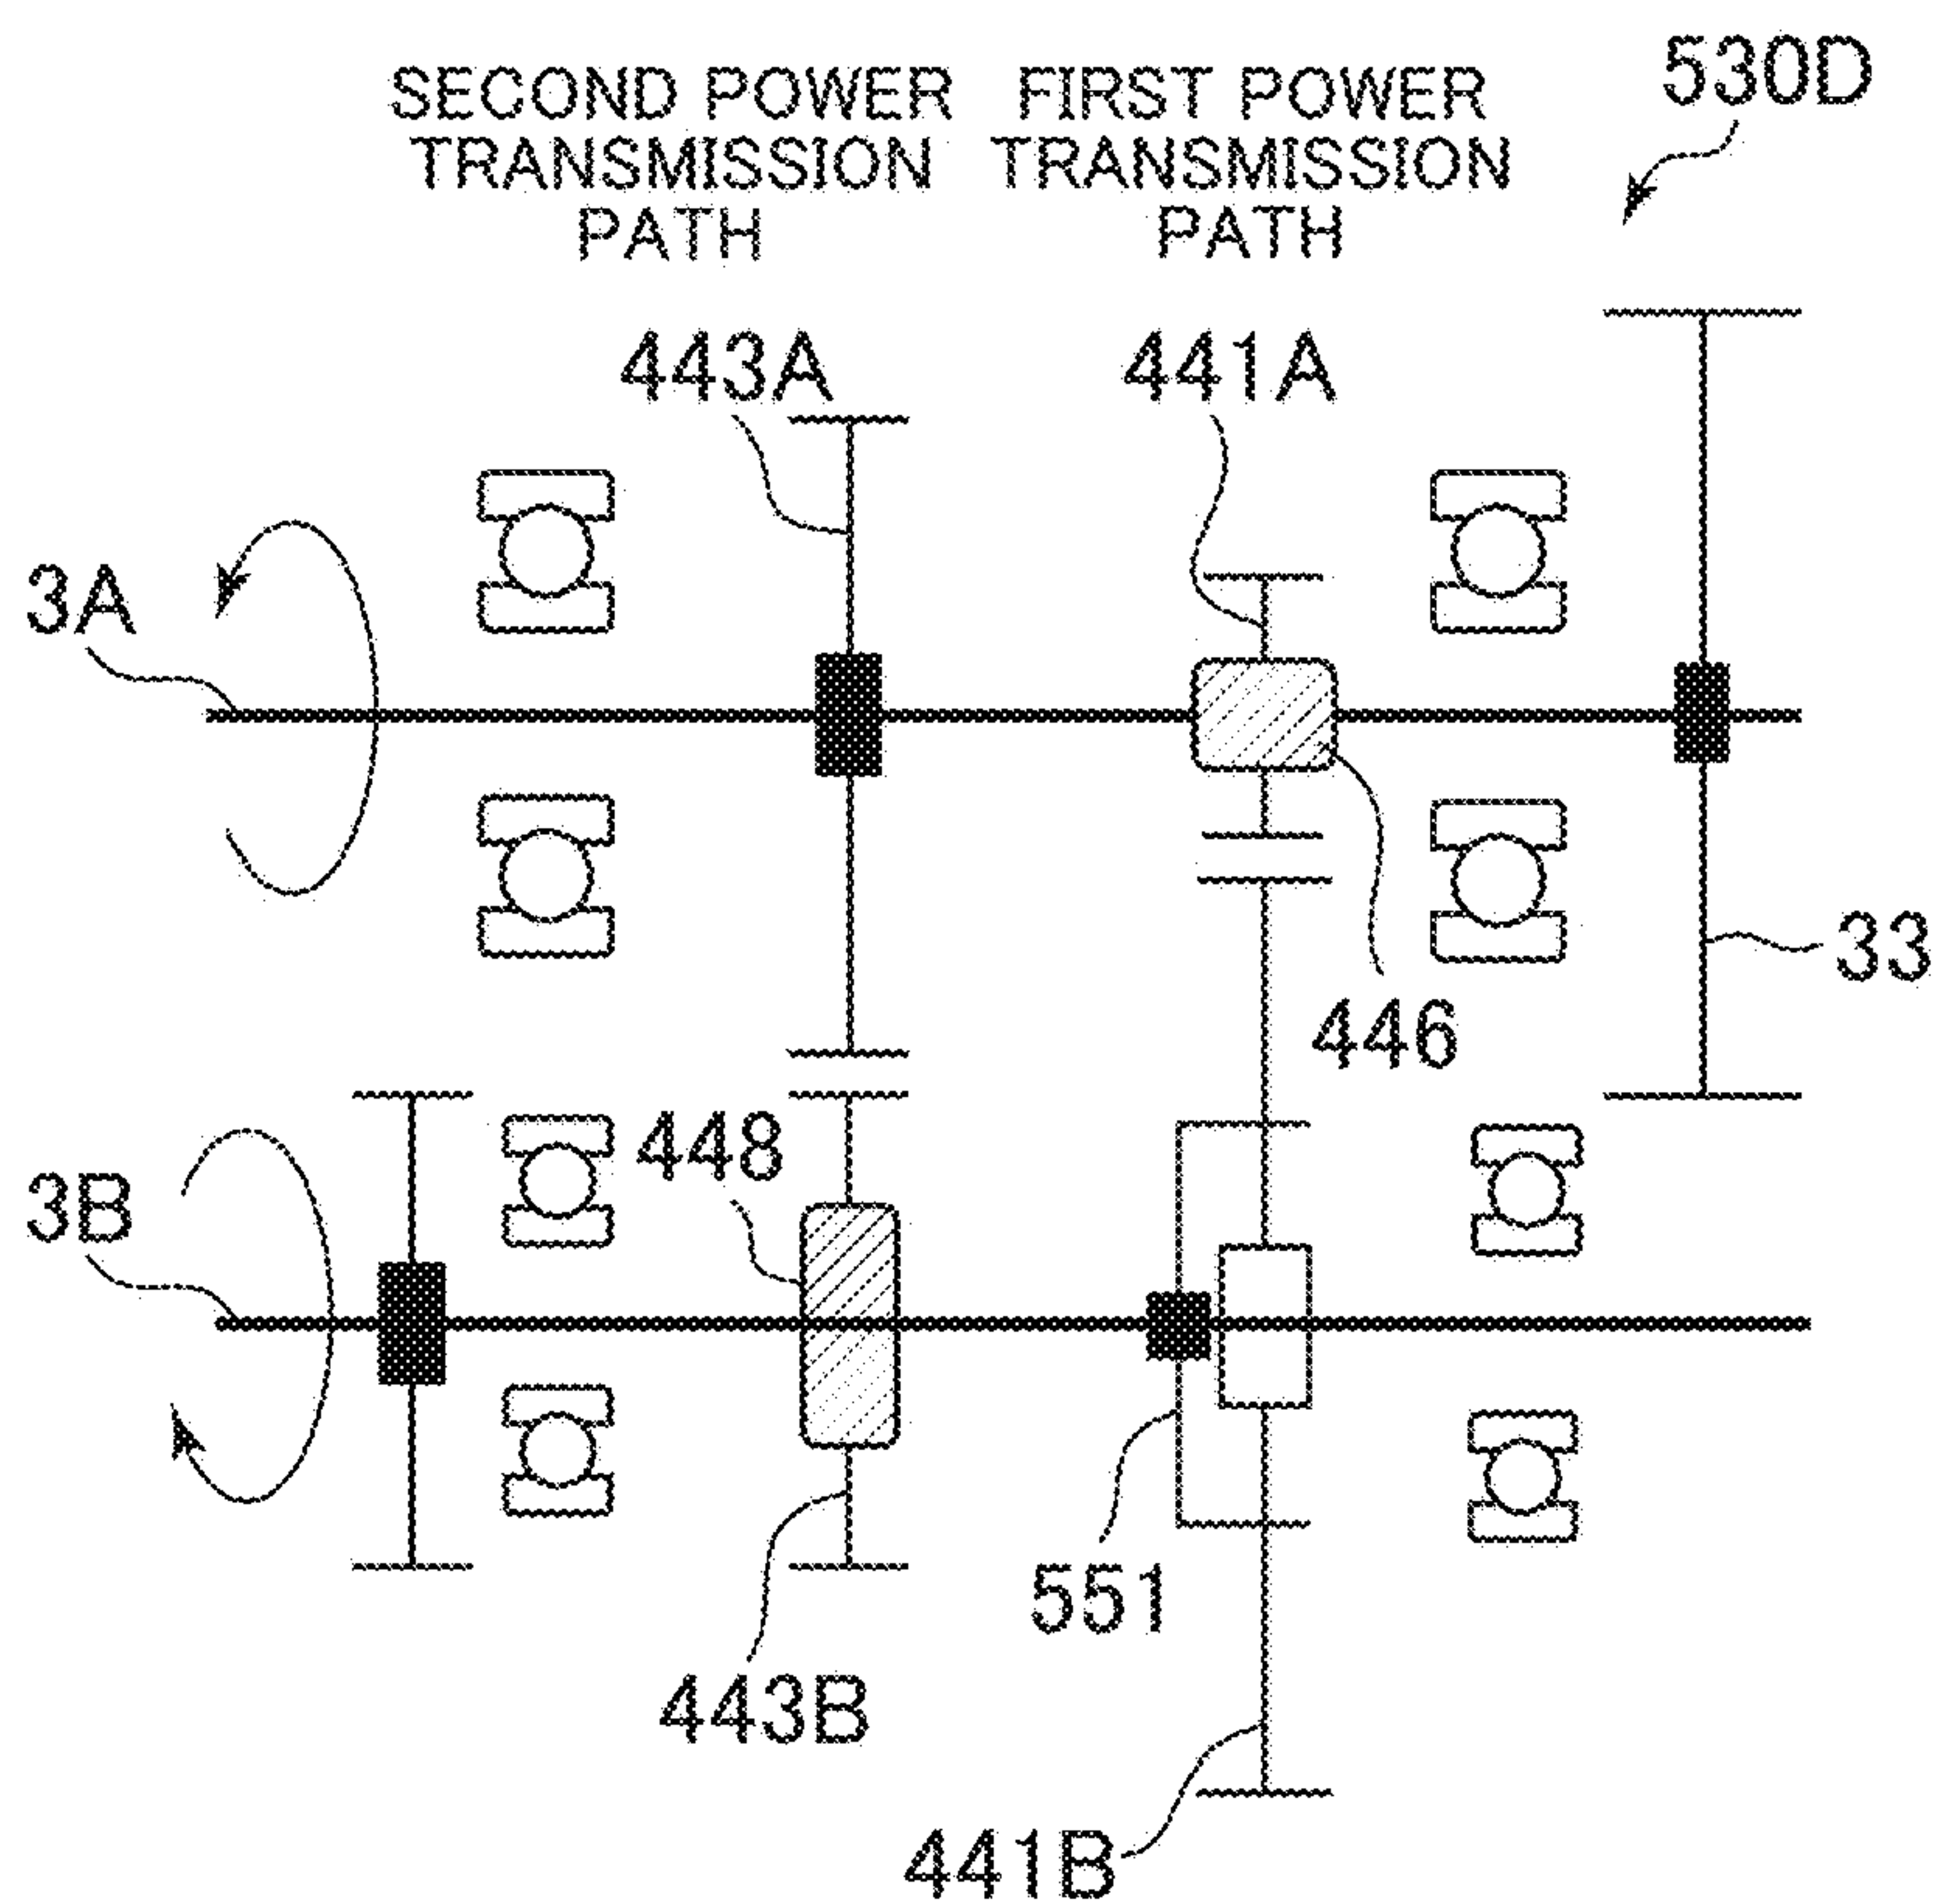 530D
SECOND POWER FIRST POWER
TRANSMISSION TRANSMISSION
PATH PATH
443A 441A
3A
33
446
448
3B
551
443B
441B